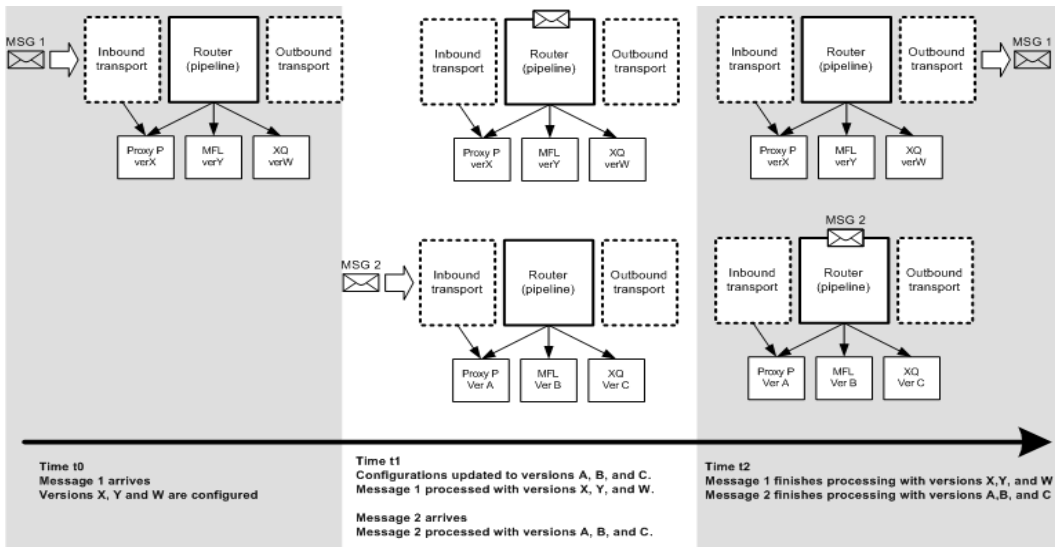 MSG 1
Inbound
transport
Router
(pipeline)
Outbound
transport
Proxy P
verX
MFL
verY
XQ
verW
Inbound
transport
Router
(pipeline)
Outbound
transport
Proxy P
verX
MFL
verY
XQ
verW
MSG 2
Inbound
transport
Router
(pipeline)
Outbound
transport
Proxy P
Ver A
MFL
Ver B
XQ
Ver C
Inbound
transport
Router
(pipeline)
Outbound
transport
MSG 1
Proxy P
verX
MFL
verY
XQ
verW
MSG 2
Inbound
transport
Router
(pipeline)
Outbound
transport
Proxy P
Ver A
MFL
Ver B
XQ
Ver C
Time t0
Message 1 arrives
Versions X, Y and W are configured
Time t1
Configurations updated to versions A, B, and C.
Message 1 processed with versions X, Y, and W.
Message 2 arrives
Message 2 processed with versions A, B, and C.
Time t2
Message 1 finishes processing with versions X,Y, and W
Message 2 finishes processing with versions A,B, and C